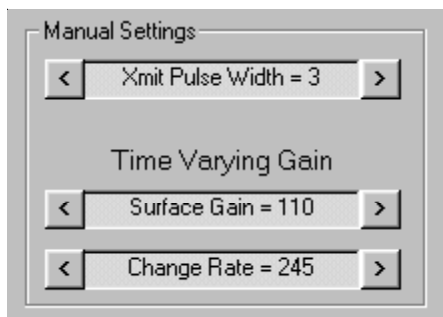 Manual Settings
< Xmit Pulse Width = 3 >
Time Varying Gain
< Surface Gain = 110 >
< Change Rate = 245 >